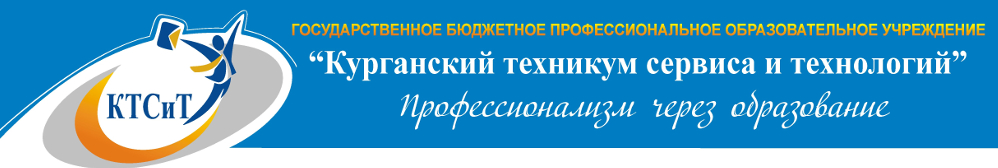 ГОСУДАРСТВЕННОЕ БЮДЖЕТНОЕ ПРОФЕССИОНАЛЬНОЕ ОБРАЗОВАТЕЛЬНОЕ УЧРЕЖДЕНИЕ
“Курганский техникум сервиса и технологий”
Профессионализм через образование
КТСиТ